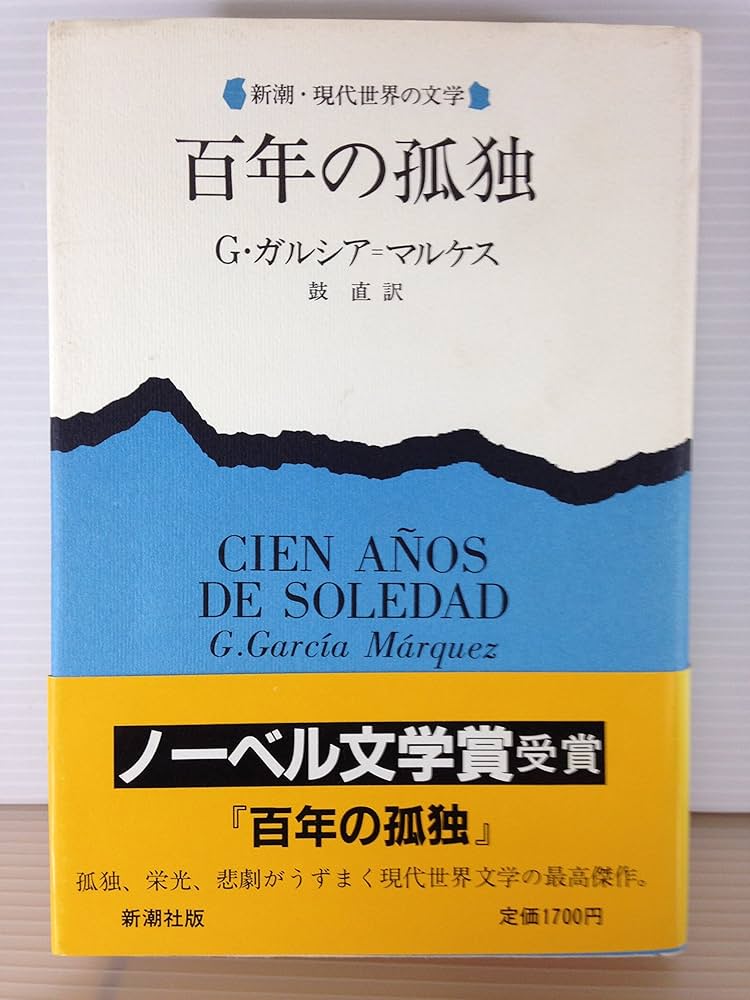 新潮・現代世界の文学
百年の孤独
G・ガルシア=マルケス
鼓 直 訳
CIEN AÑOS
DE SOLEDAD
G.García Márquez
ノーベル文学賞受賞
『百年の孤独』
孤独、栄光、悲劇がうずまく現代世界文学の最高傑作。
新潮社版 定価1700円